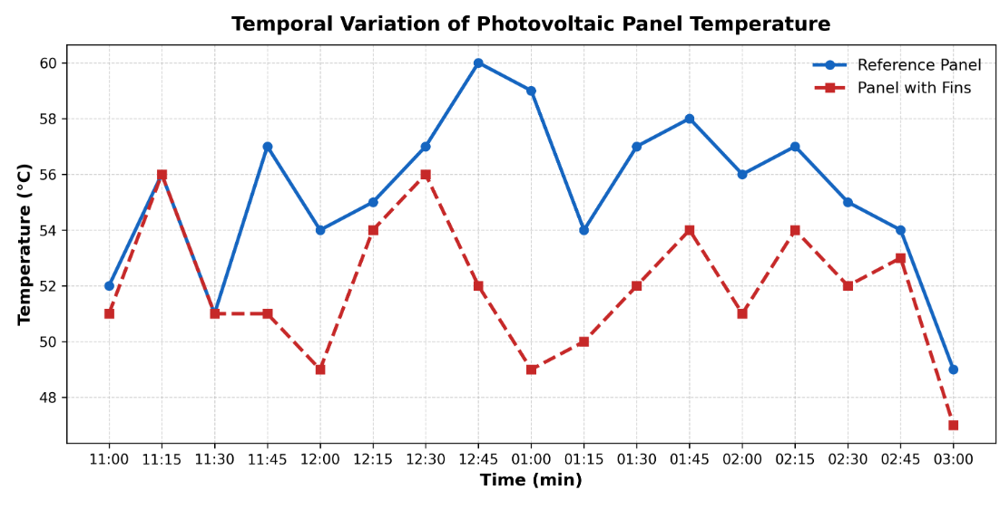 Temporal Variation of Photovoltaic Panel Temperature
Reference Panel
Panel with Fins
Temperature (°C)
60
58
56
54
52
50
48
11:00 11:15 11:30 11:45 12:00 12:15 12:30 12:45 01:00 01:15 01:30 01:45 02:00 02:15 02:30 02:45 03:00
Time (min)